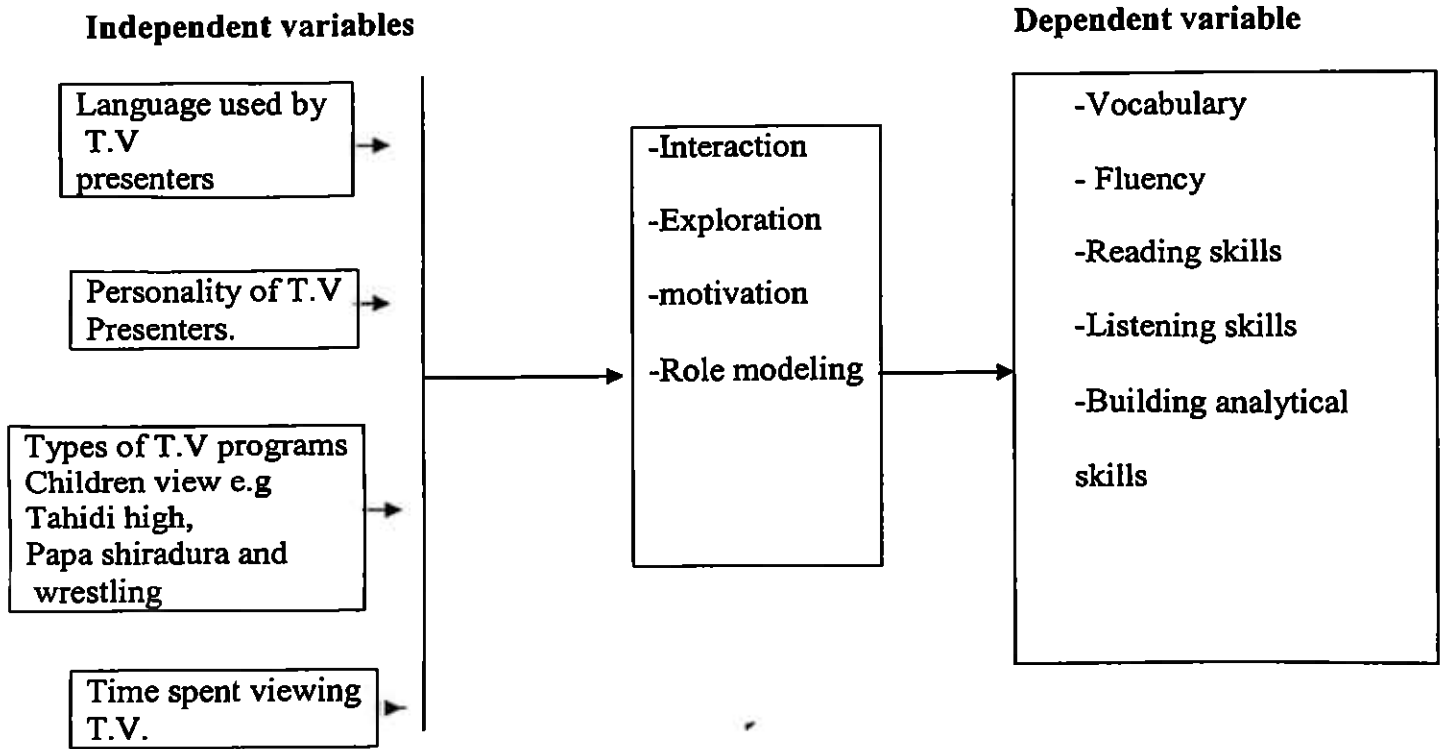 Independent variables
Dependent variable
Language used by
T.V
presenters
Personality of T.V
Presenters.
Types of T.V programs
Children view e.g
Tahidi high,
Papa shiradura and
wrestling
Time spent viewing
T.V.
-Interaction
-Exploration
-motivation
-Role modeling
-Vocabulary
- Fluency
-Reading skills
-Listening skills
-Building analytical
skills